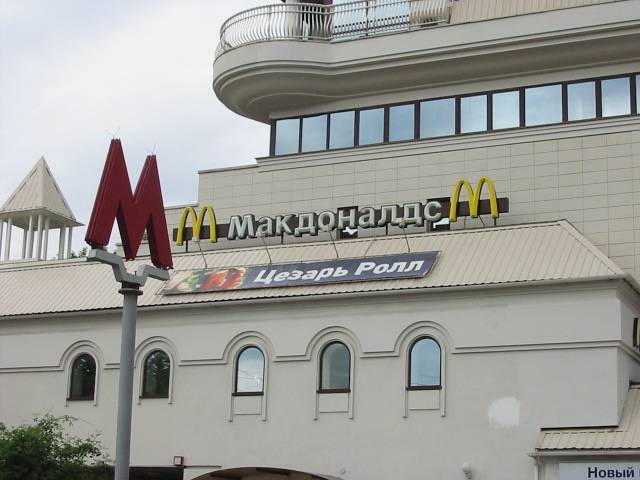 М
М Макдоналдс М
Цезарь Ролл
Новый